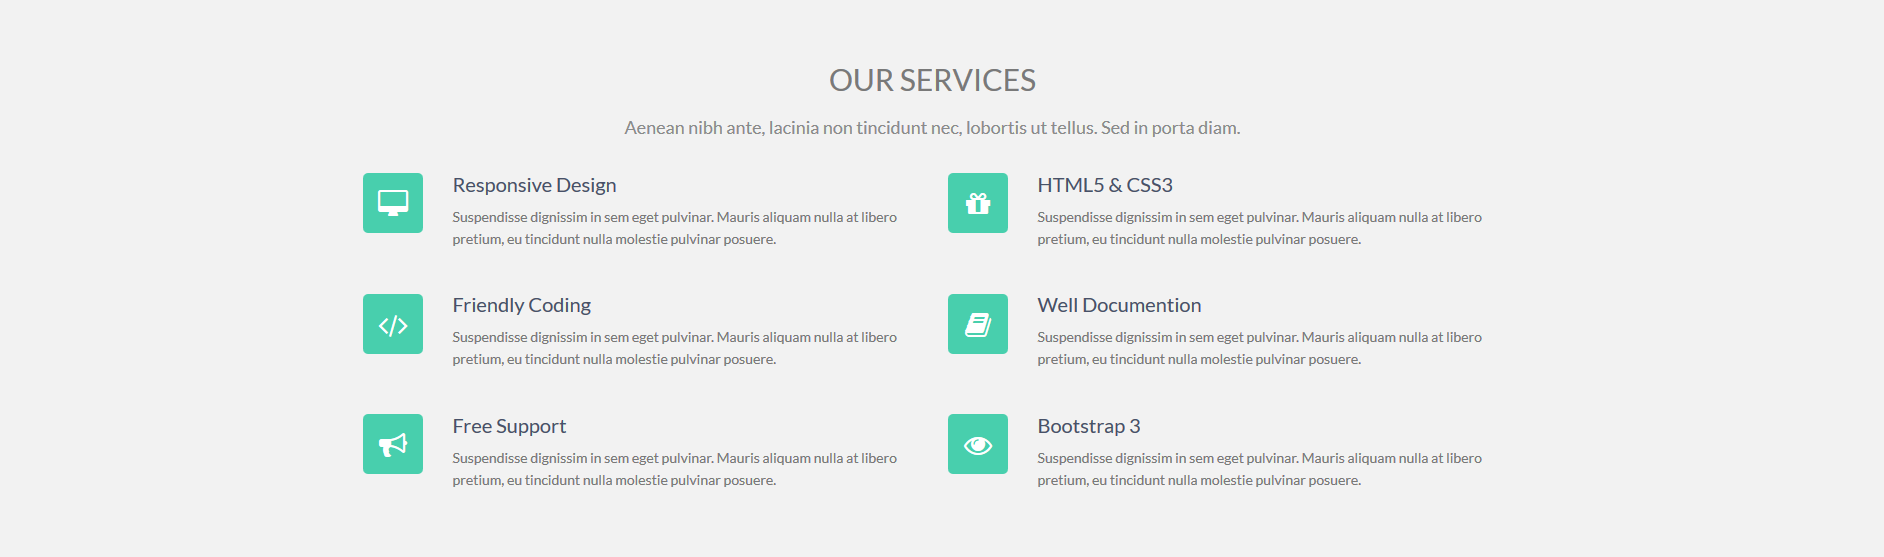 OUR SERVICES
Aenean nibh ante, lacinia non tincidunt nec, lobortis ut tellus. Sed in porta diam.
Responsive Design
Suspendisse dignissim in sem eget pulvinar. Mauris aliquam nulla at libero
pretium, eu tincidunt nulla molestie pulvinar posuere.
HTML5 & CSS3
Suspendisse dignissim in sem eget pulvinar. Mauris aliquam nulla at libero
pretium, eu tincidunt nulla molestie pulvinar posuere.
Friendly Coding
Suspendisse dignissim in sem eget pulvinar. Mauris aliquam nulla at libero
pretium, eu tincidunt nulla molestie pulvinar posuere.
Well Documention
Suspendisse dignissim in sem eget pulvinar. Mauris aliquam nulla at libero
pretium, eu tincidunt nulla molestie pulvinar posuere.
Free Support
Suspendisse dignissim in sem eget pulvinar. Mauris aliquam nulla at libero
pretium, eu tincidunt nulla molestie pulvinar posuere.
Bootstrap 3
Suspendisse dignissim in sem eget pulvinar. Mauris aliquam nulla at libero
pretium, eu tincidunt nulla molestie pulvinar posuere.